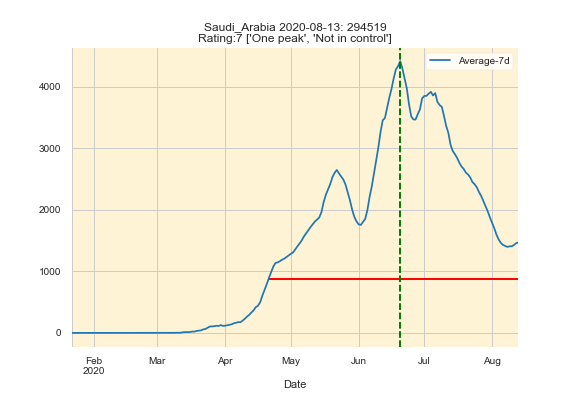 Saudi_Arabia 2020-08-13: 294519
Rating:7 ['One peak', 'Not in control']
Average-7d
4000
3000
2000
1000
0
Feb Mar Apr May Jun Jul Aug
2020
Date